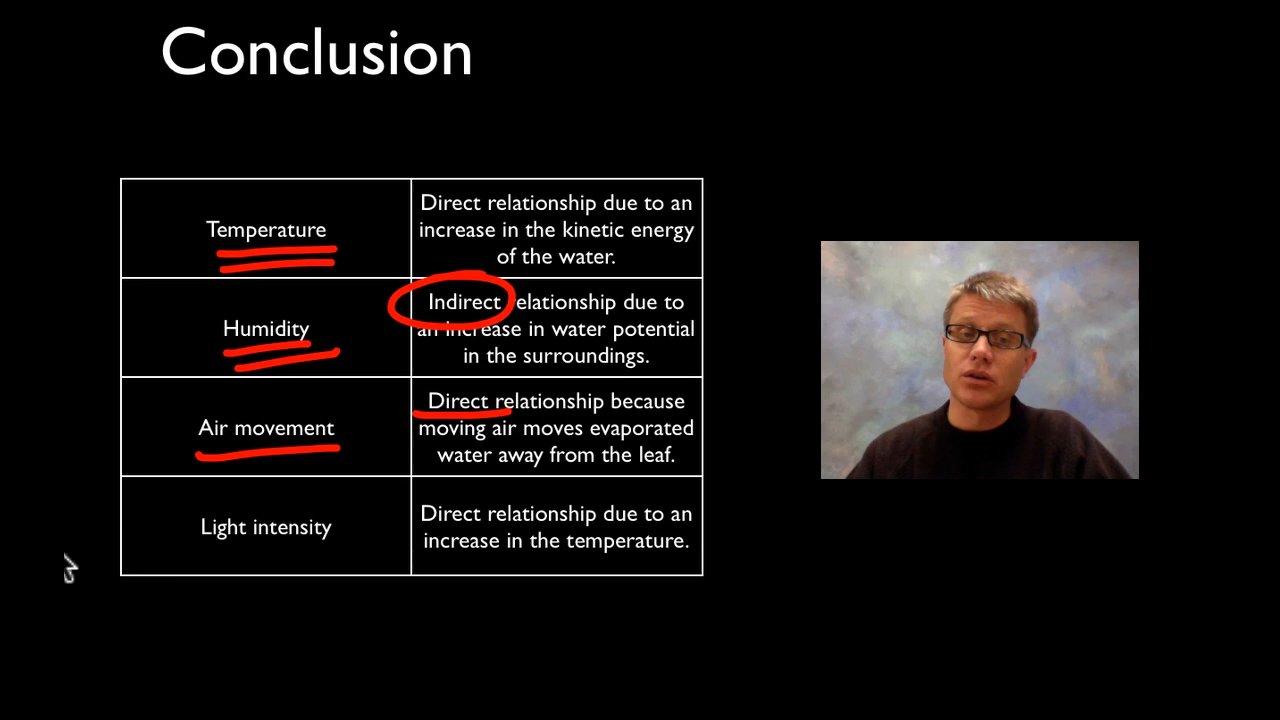 Conclusion
Temperature
Direct relationship due to an
increase in the kinetic energy
of the water.
Humidity
Indirect relationship due to
an increase in water potential
in the surroundings.
Air movement
Direct relationship because
moving air moves evaporated
water away from the leaf.
Light intensity
Direct relationship due to an
increase in the temperature.